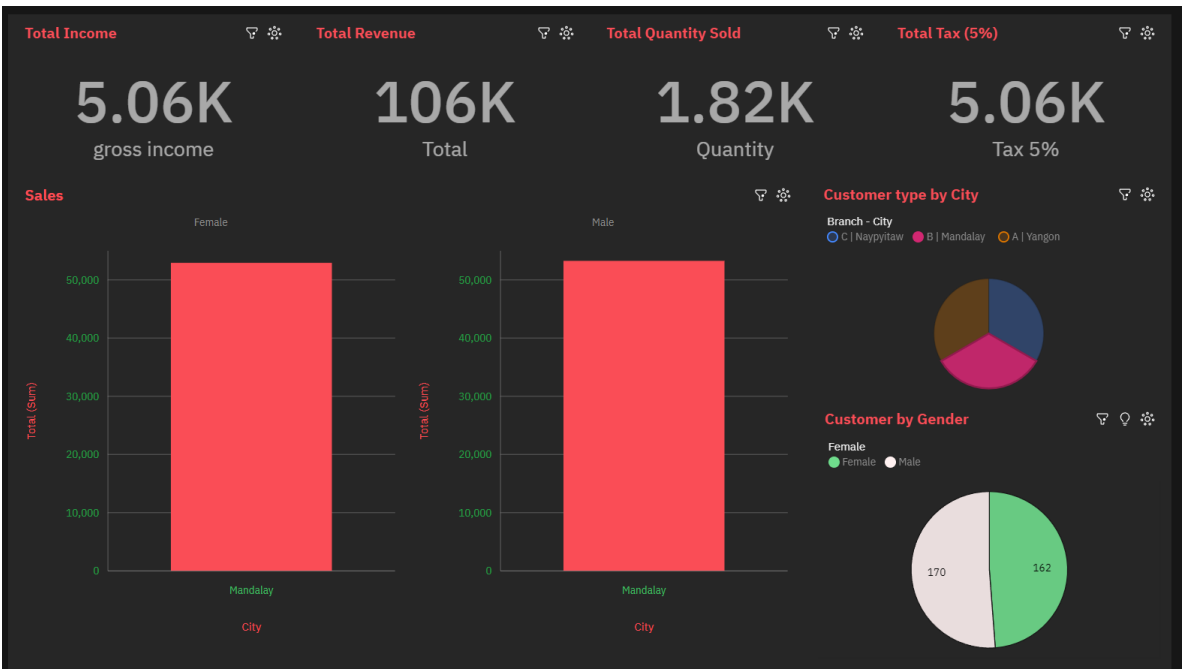 Total Income
Total Revenue
Total Quantity Sold
Total Tax (5%)
5.06K
106K
1.82K
5.06K
gross income
Total
Quantity
Tax 5%
Sales
Customer type by City
Female
Male
Branch - City
C | Naypyitaw
B | Mandalay
A | Yangon
50,000
40,000
30,000
20,000
10,000
0
Total (Sum)
Mandalay
City
50,000
40,000
30,000
20,000
10,000
0
Total (Sum)
Mandalay
City
Customer by Gender
Female
Female
Male
170
162